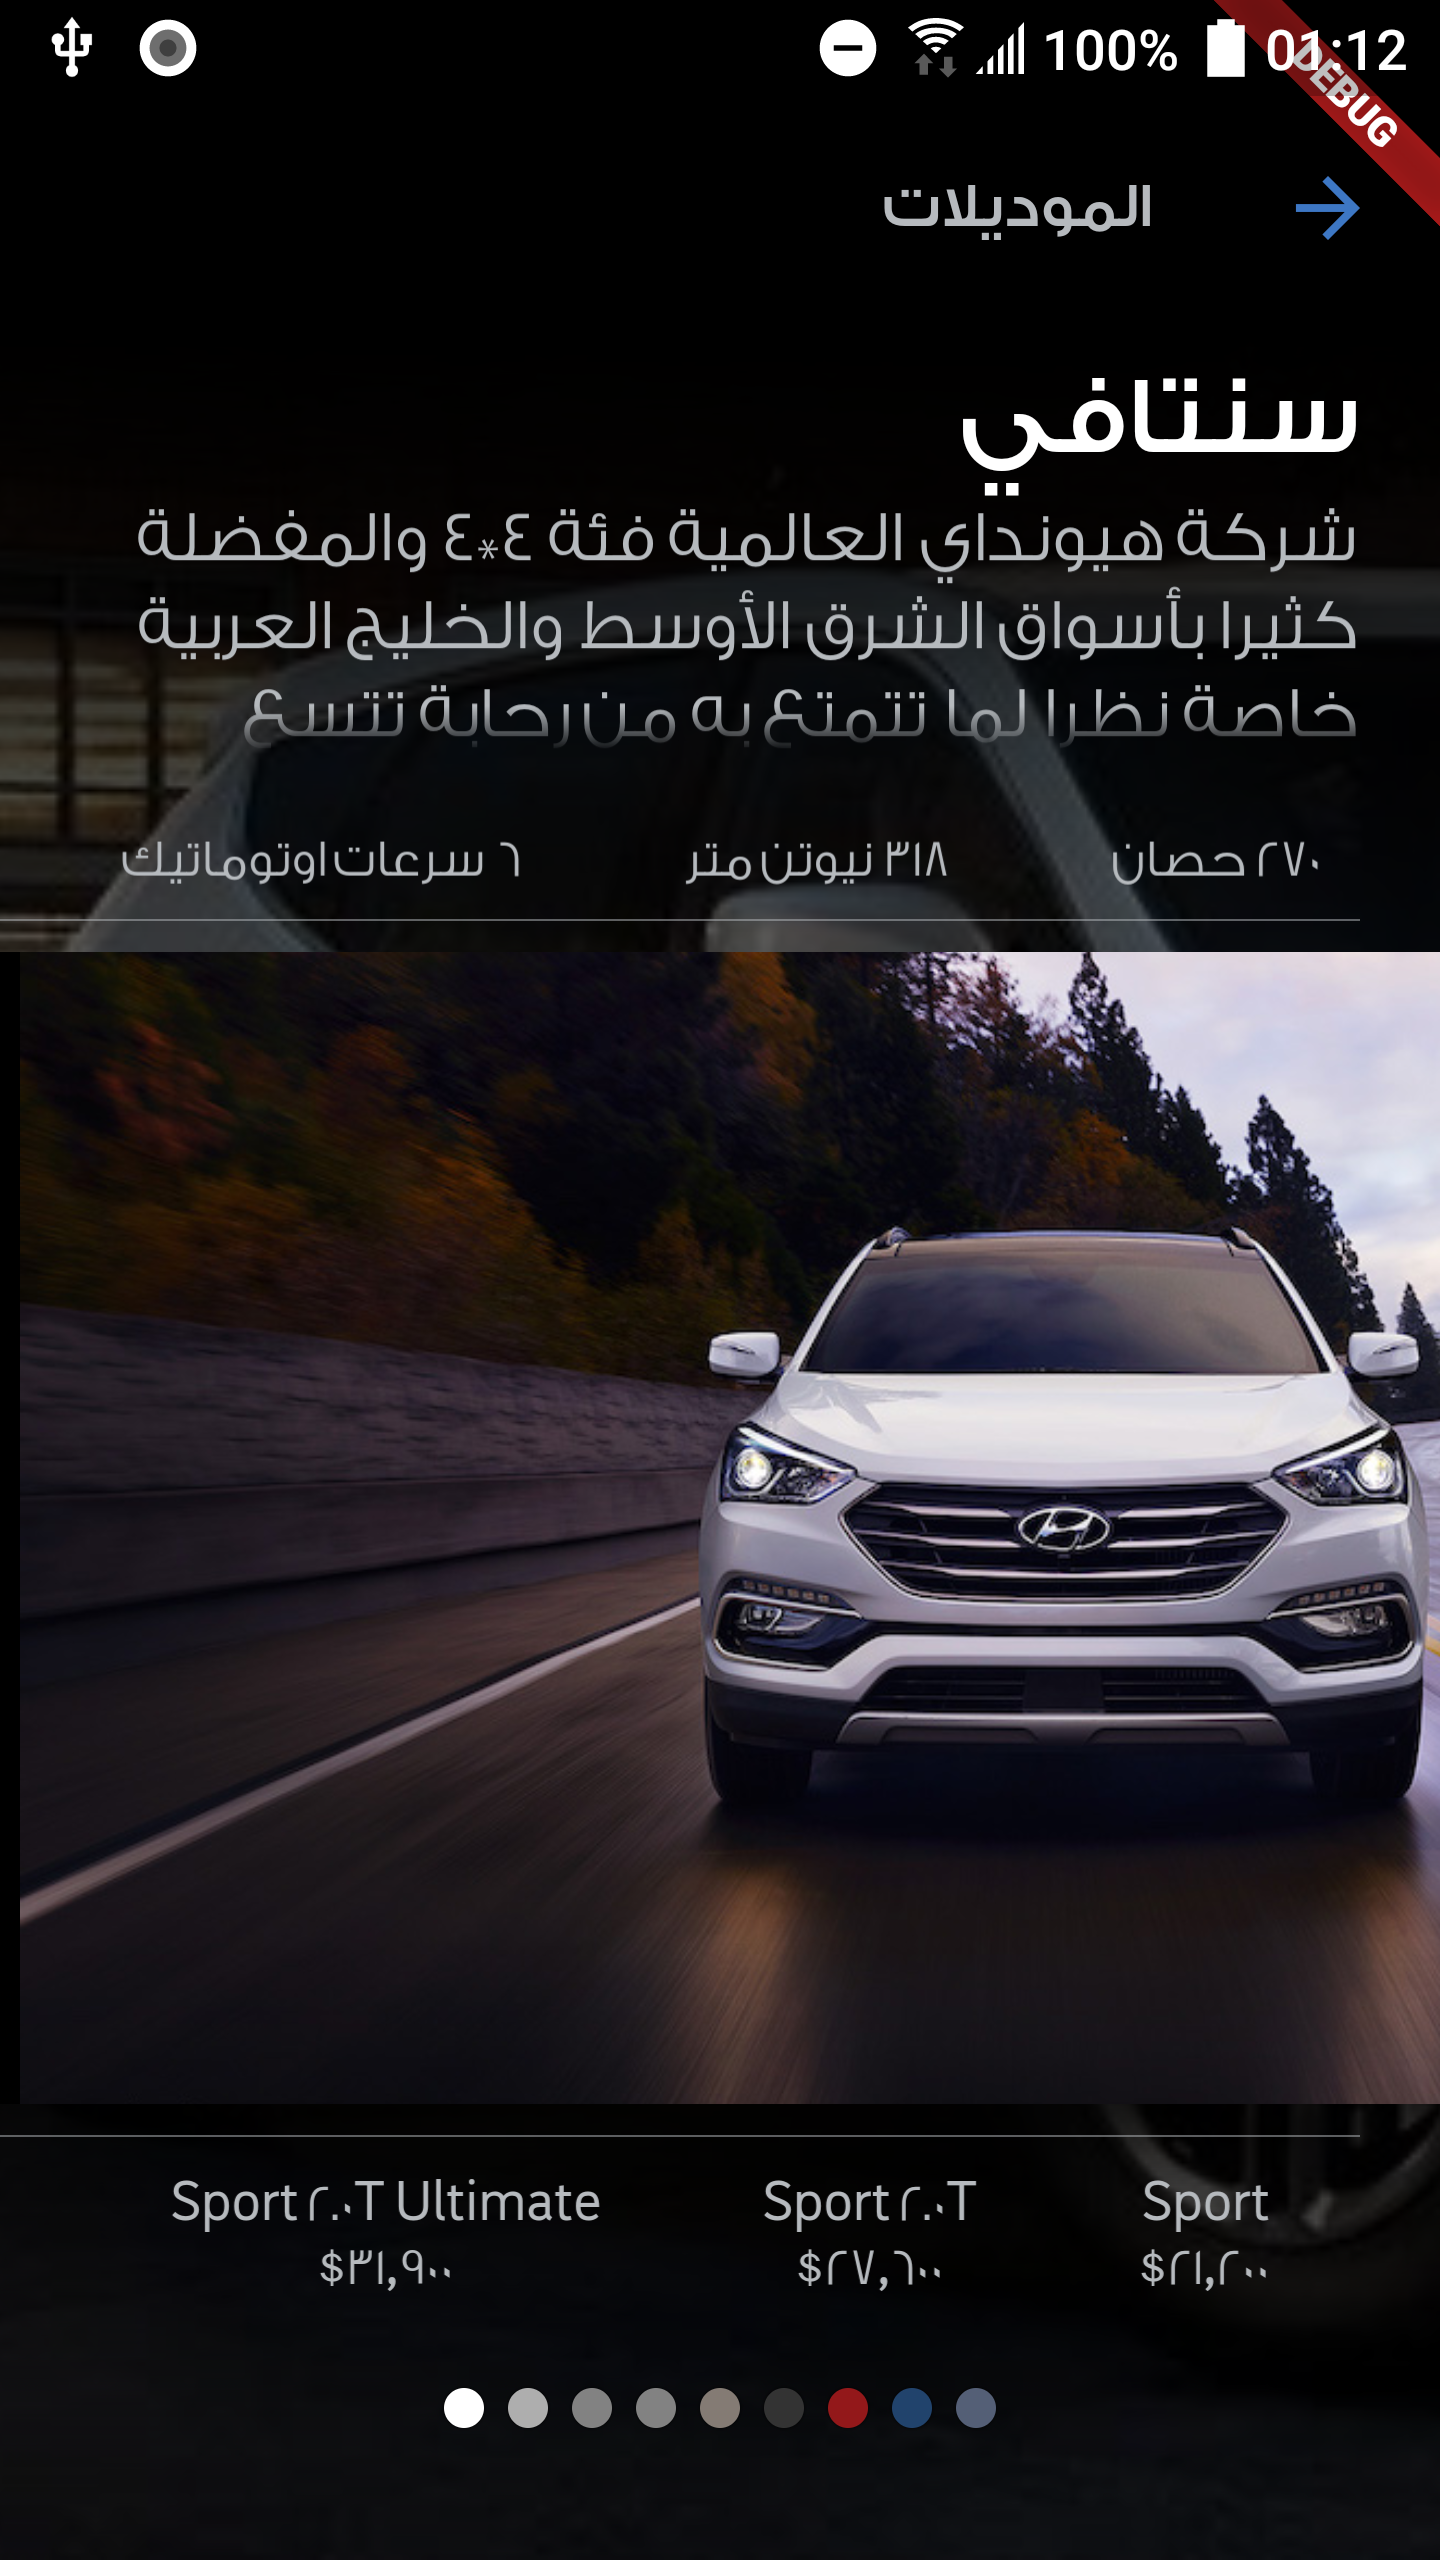 100% 01:12
DEBUG
الموديلات
سنتافي
شركة هيونداي العالمية فئة ٤*٤ والمفضلة
كثيرا بأسواق الشرق الأوسط والخليج العربية
خاصة نظرا لما تتمتع به من رحابة تتسع
٢٧٠ حصان
٣١٨ نيوتن متر
٦ سرعات اوتوماتيك
Sport
$٢١,٢٠٠
Sport ٢.٠T
$٢٧,٦٠٠
Sport ٢.٠T Ultimate
$٣١,٩٠٠